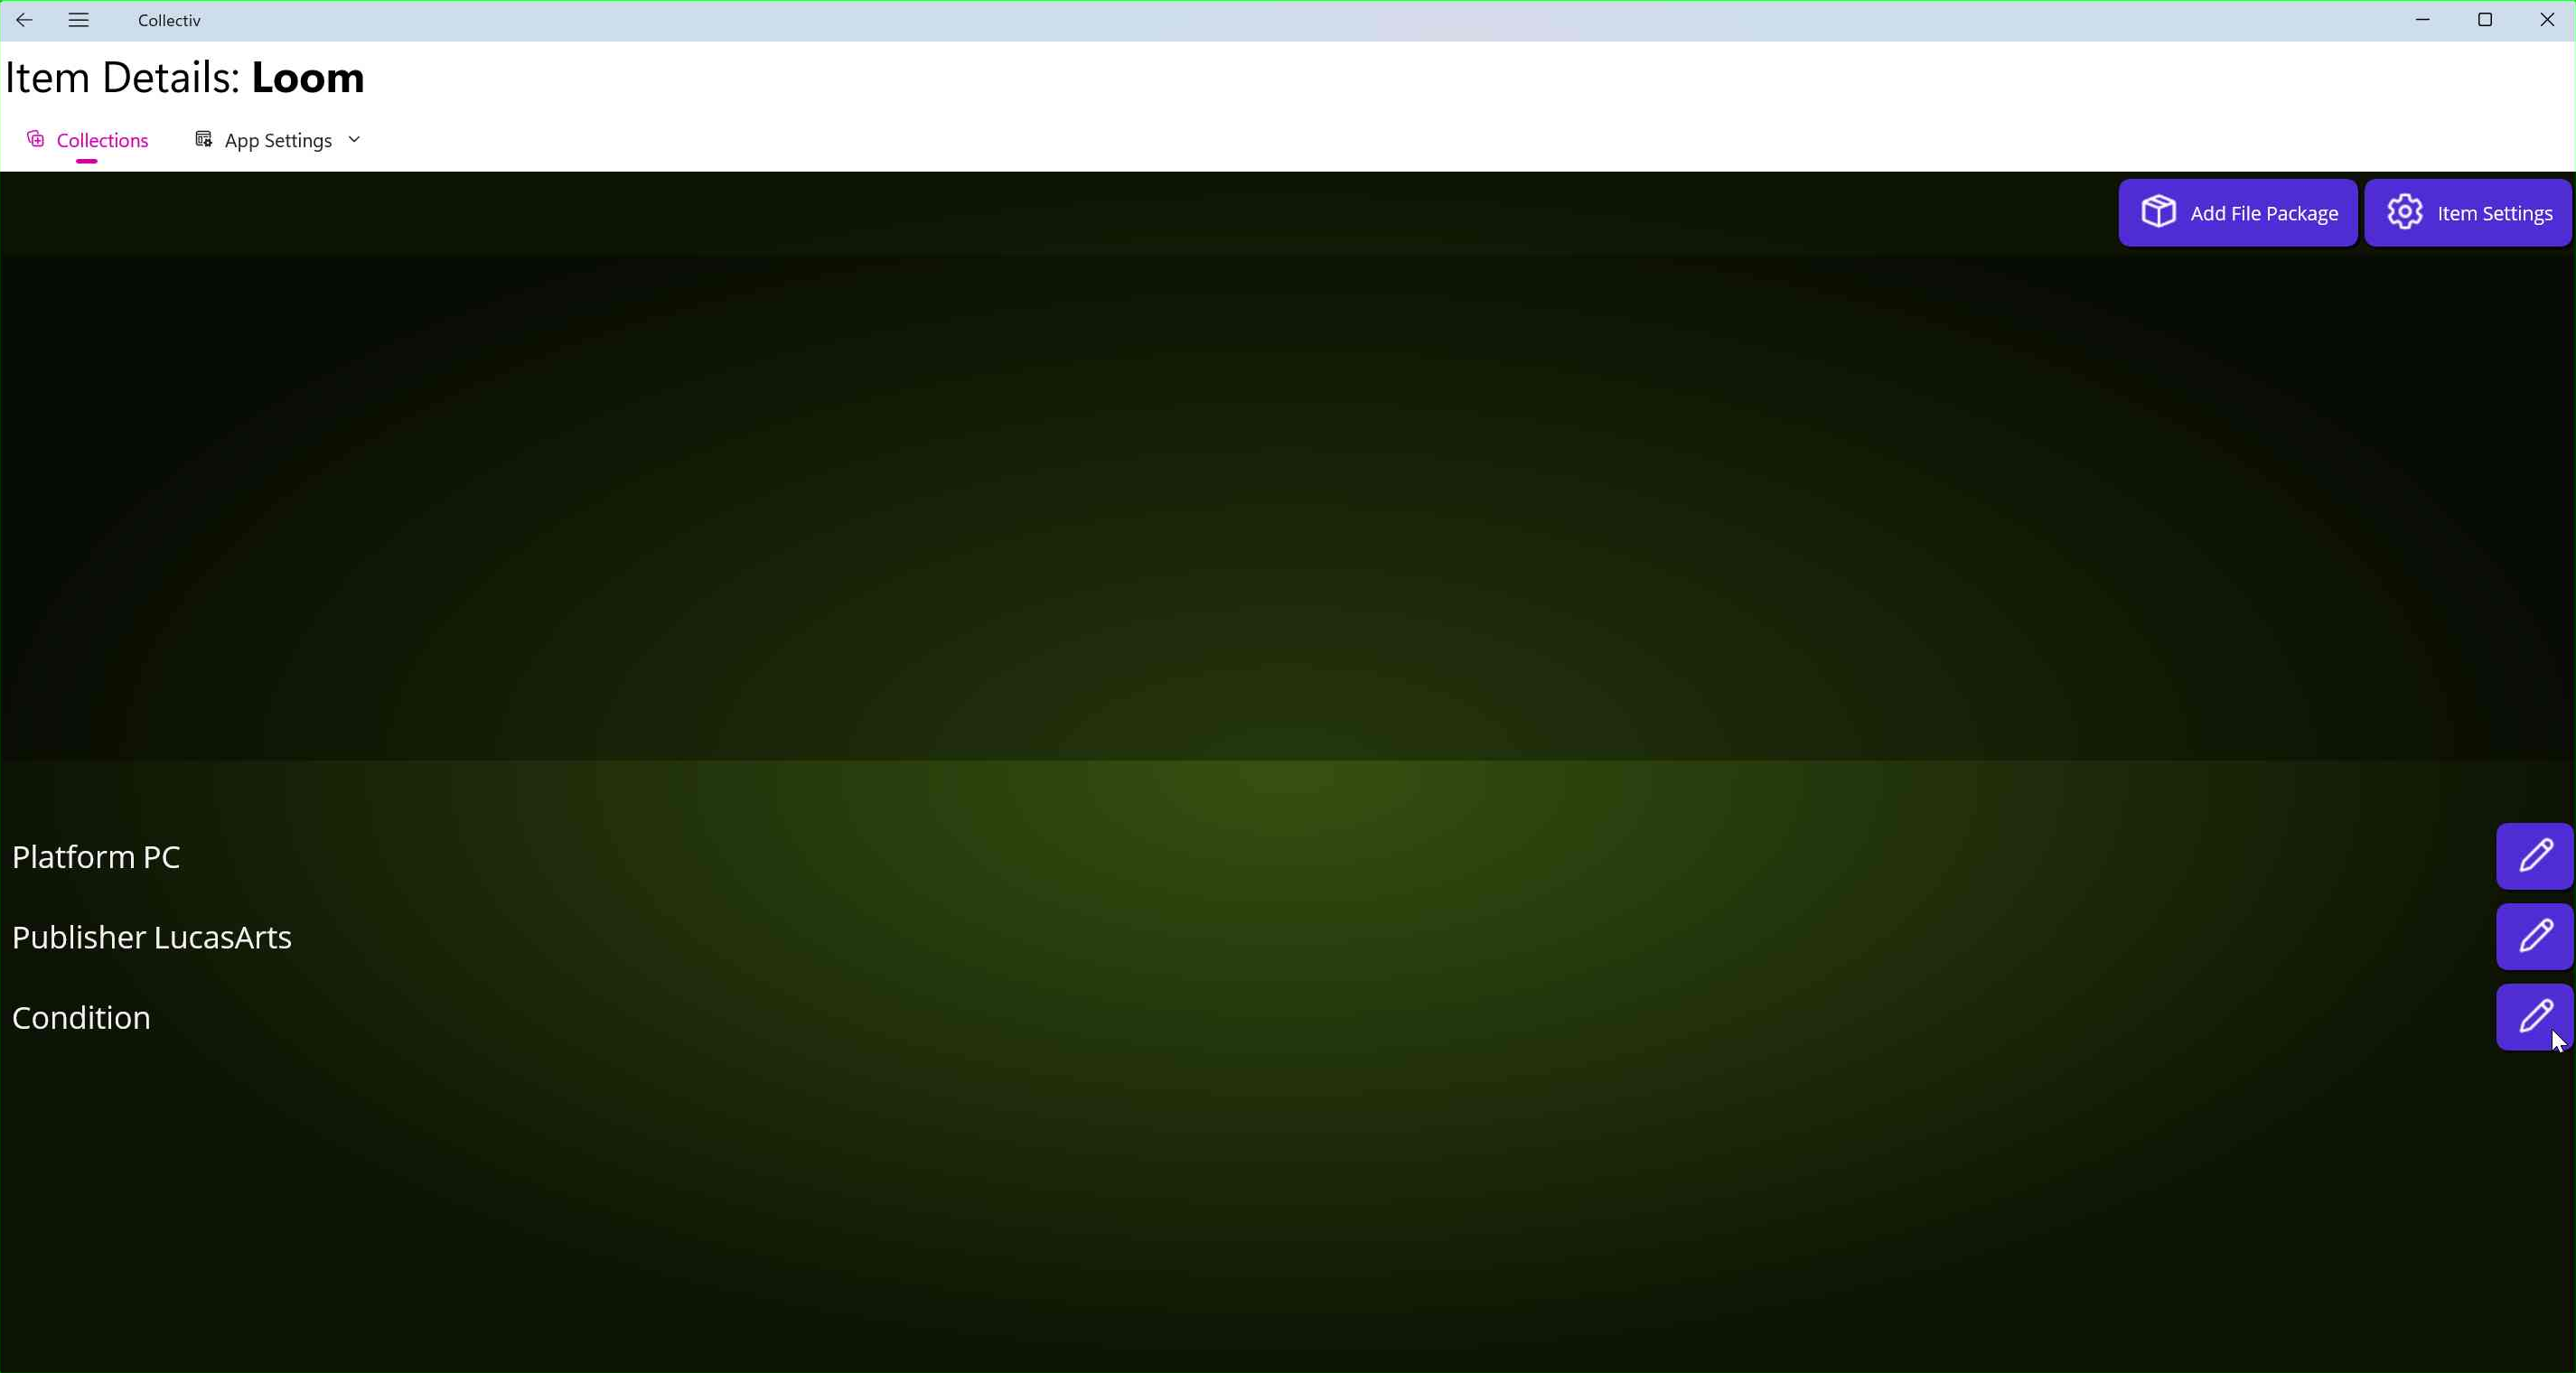 Collectiv
Item Details: Loom
Collections
App Settings
Add File Package
Item Settings
Platform PC
Publisher LucasArts
Condition